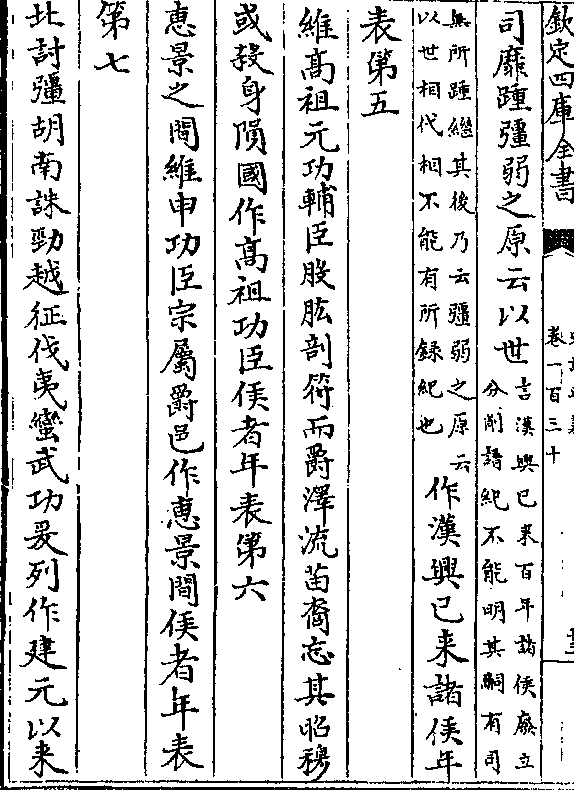 欽定四庫全書
卷一百三十
司靡踵彊弱之原云以世
言漢興已來百年諸侯廢立
分削譜紀不能明其嗣有司
無所踵繼其後乃云彊弱之原云
以世相代相不能有所録紀也
作漢興已来諸侯年
表第五
維髙祖元功輔臣股肱剖符而爵澤流苗裔忘其昭穆
或殺身隕國作髙祖功臣侯者年表第六
惠景之間維申功臣宗屬爵邑作惠景間侯者年表
第七
北討彊胡南誅勁越征伐夷蠻武功爰列作建元以来